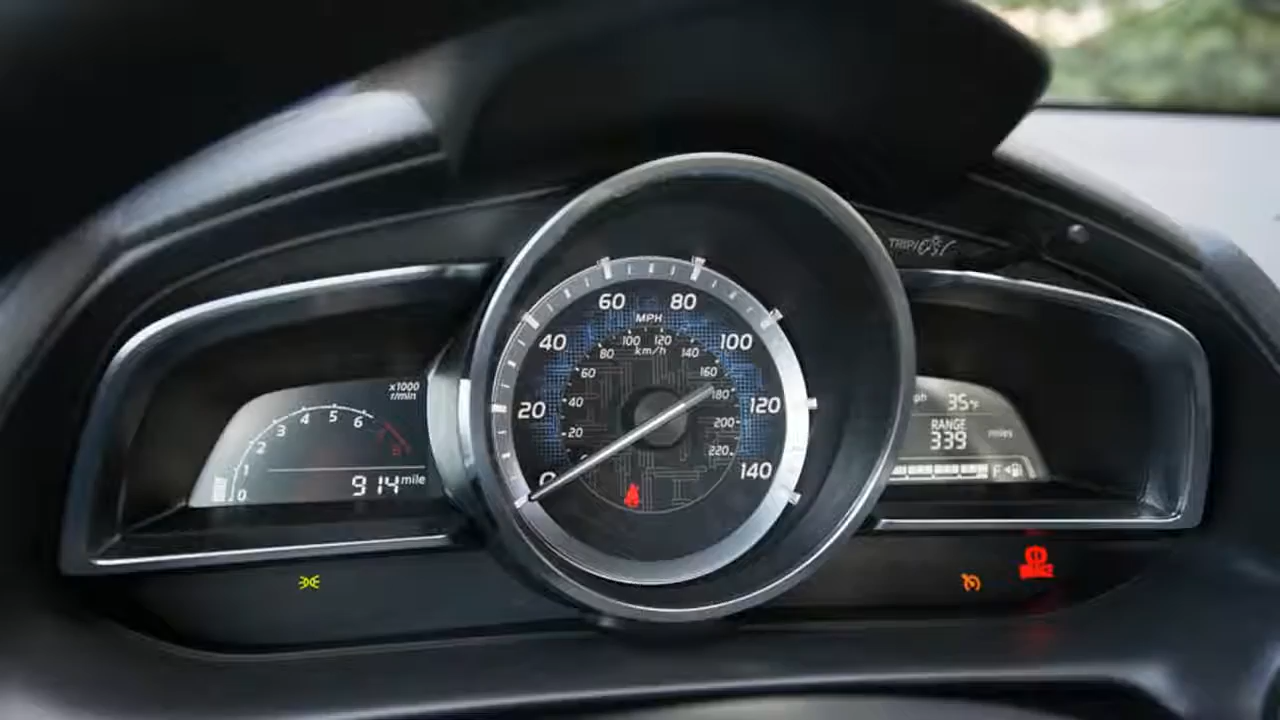 TRIP/
60 80
MPH
40 100
100 120
80 km/h 140
60 160
x1000
r/min
4 5 6
3
2
1
0
914 mile
20 120
40 180
20 200
220
0 140
35°F
RANGE
339 miles
F